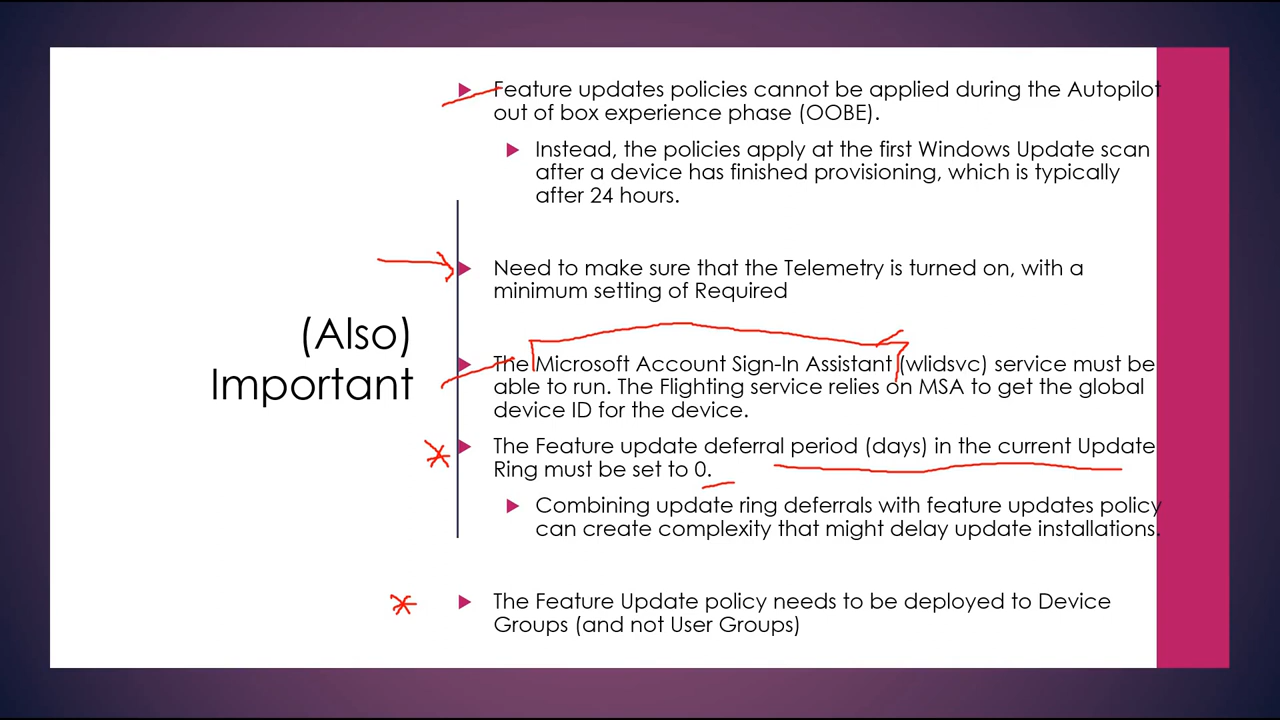 (Also)
Important
Feature updates policies cannot be applied during the Autopilot
out of box experience phase (OOBE).
Instead, the policies apply at the first Windows Update scan
after a device has finished provisioning, which is typically
after 24 hours.
Need to make sure that the Telemetry is turned on, with a
minimum setting of Required
The Microsoft Account Sign-In Assistant (wlidsvc) service must be
able to run. The Flighting service relies on MSA to get the global
device ID for the device.
The Feature update deferral period (days) in the current Update
Ring must be set to 0.
Combining update ring deferrals with feature updates policy
can create complexity that might delay update installations.
The Feature Update policy needs to be deployed to Device
Groups (and not User Groups)